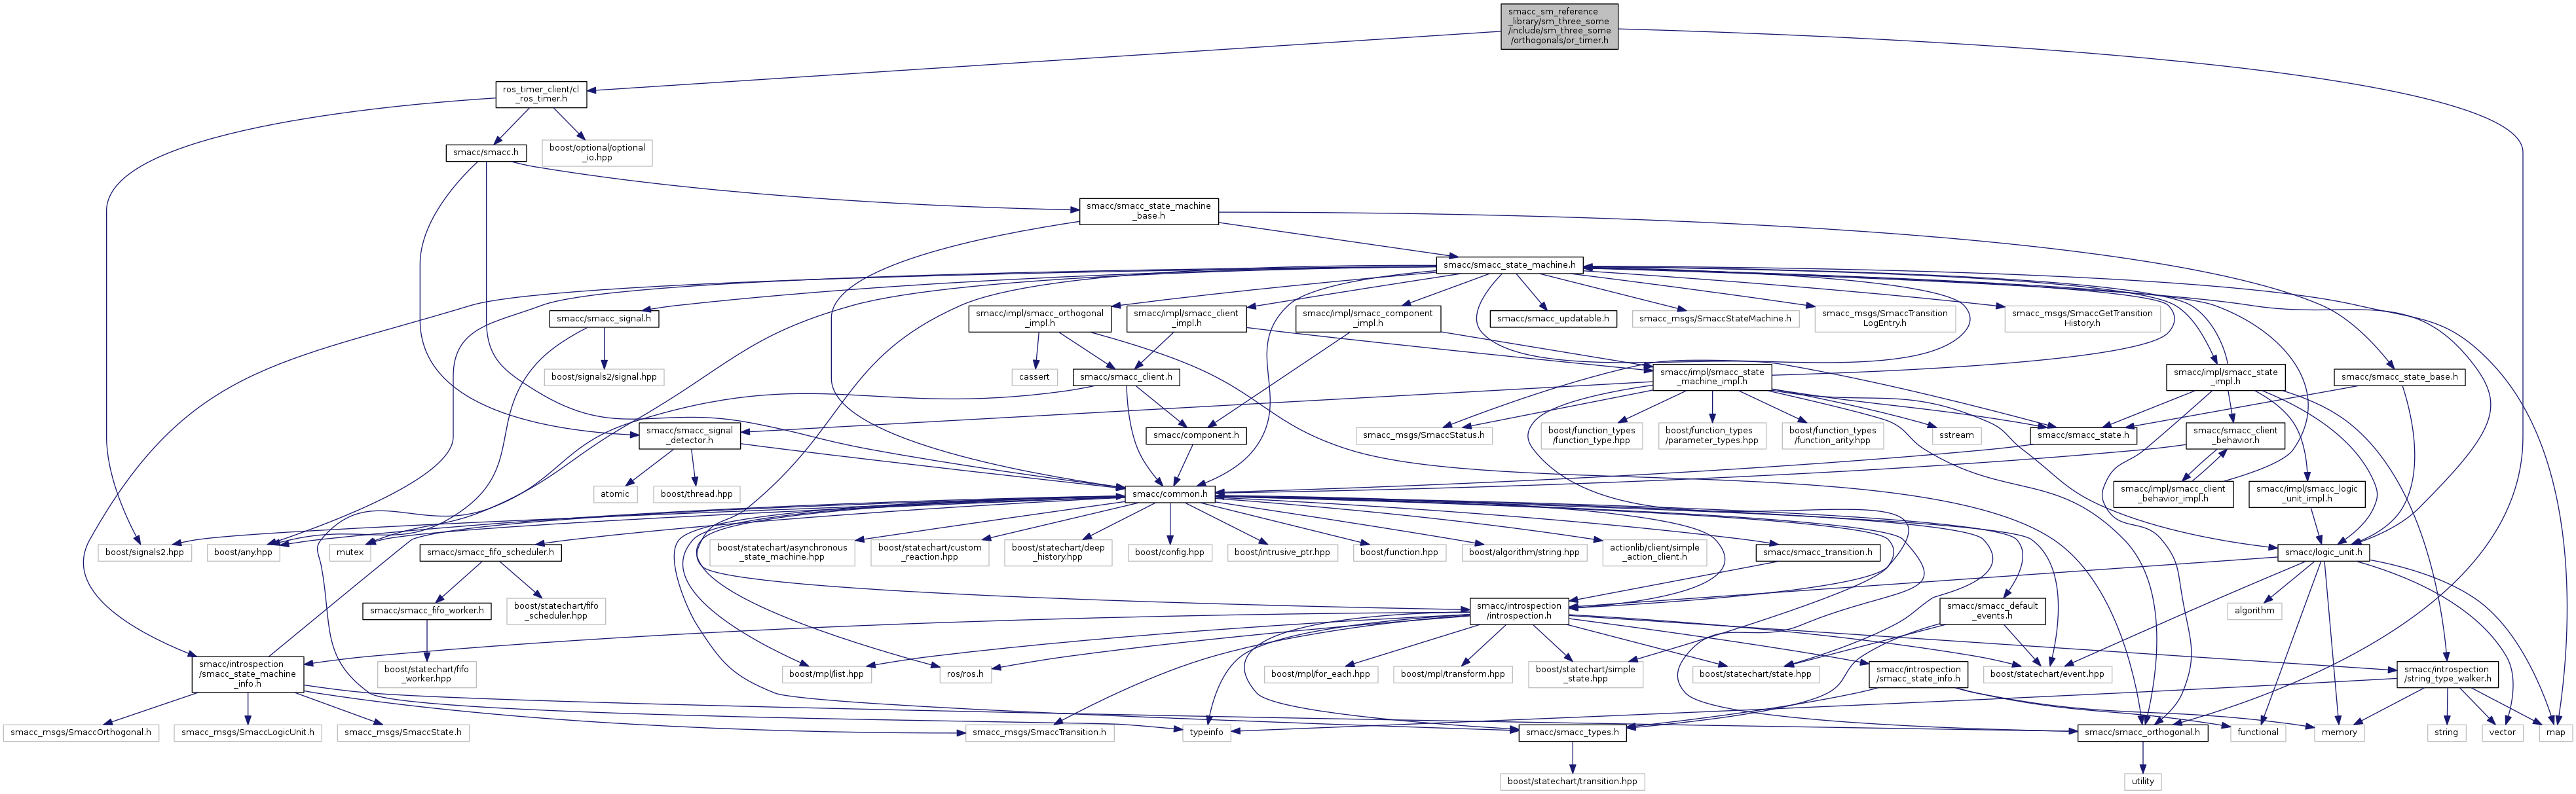 smacc_sm_reference
_library/sm_three_some
/include/sm_three_some
/orthogonals/or_timer.h
ros_timer_client/cl
_ros_timer.h
smacc/smacc.h
boost/optional/optional
_io.hpp
smacc/smacc_state_machine
_base.h
smacc/smacc_state_machine.h
smacc/smacc_signal.h
smacc/impl/smacc_orthogonal
_impl.h
smacc/impl/smacc_client
_impl.h
smacc/impl/smacc_component
_impl.h
smacc/smacc_updatable.h
smacc_msgs/SmaccStateMachine.h
smacc_msgs/SmaccTransition
LogEntry.h
smacc_msgs/SmaccGetTransition
History.h
boost/signals2/signal.hpp
cassert
smacc/smacc_client.h
smacc/impl/smacc_state
_machine_impl.h
smacc/impl/smacc_state
_impl.h
smacc/smacc_state_base.h
smacc/smacc_signal
_detector.h
smacc/component.h
smacc_msgs/SmaccStatus.h
boost/function_types
/function_type.hpp
boost/function_types
/parameter_types.hpp
boost/function_types
/function_arity.hpp
sstream
smacc/smacc_state.h
smacc/smacc_client
_behavior.h
atomic
boost/thread.hpp
smacc/common.h
smacc/impl/smacc_client
_behavior_impl.h
smacc/impl/smacc_logic
_unit_impl.h
boost/signals2.hpp
boost/any.hpp
mutex
smacc/smacc_fifo_scheduler.h
boost/statechart/asynchronous
_state_machine.hpp
boost/statechart/custom
_reaction.hpp
boost/statechart/deep
_history.hpp
boost/config.hpp
boost/intrusive_ptr.hpp
boost/function.hpp
boost/algorithm/string.hpp
actionlib/client/simple
_action_client.h
smacc/smacc_transition.h
smacc/logic_unit.h
smacc/smacc_fifo_worker.h
boost/statechart/fifo
_scheduler.hpp
smacc/introspection
/introspection.h
smacc/smacc_default
_events.h
algorithm
smacc/introspection
/smacc_state_machine
_info.h
boost/statechart/fifo
_worker.hpp
boost/mpl/list.hpp
ros/ros.h
boost/mpl/for_each.hpp
boost/mpl/transform.hpp
boost/statechart/simple
_state.hpp
boost/statechart/state.hpp
smacc/introspection
/smacc_state_info.h
boost/statechart/event.hpp
smacc/introspection
/string_type_walker.h
smacc_msgs/SmaccOrthogonal.h
smacc_msgs/SmaccLogicUnit.h
smacc_msgs/SmaccState.h
smacc_msgs/SmaccTransition.h
typeinfo
smacc/smacc_types.h
smacc/smacc_orthogonal.h
functional
memory
string
vector
map
boost/statechart/transition.hpp
utility